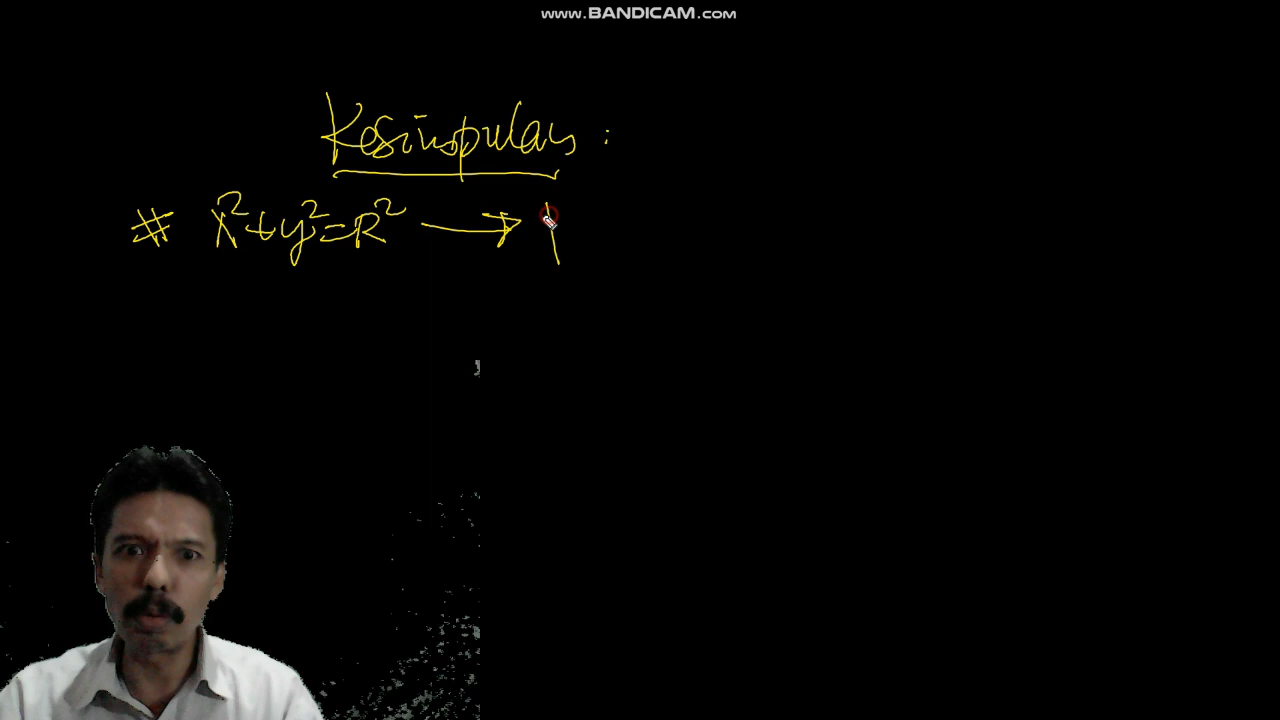 www.BANDICAM.com
Kesimpulan :
# x²+y²=R² →